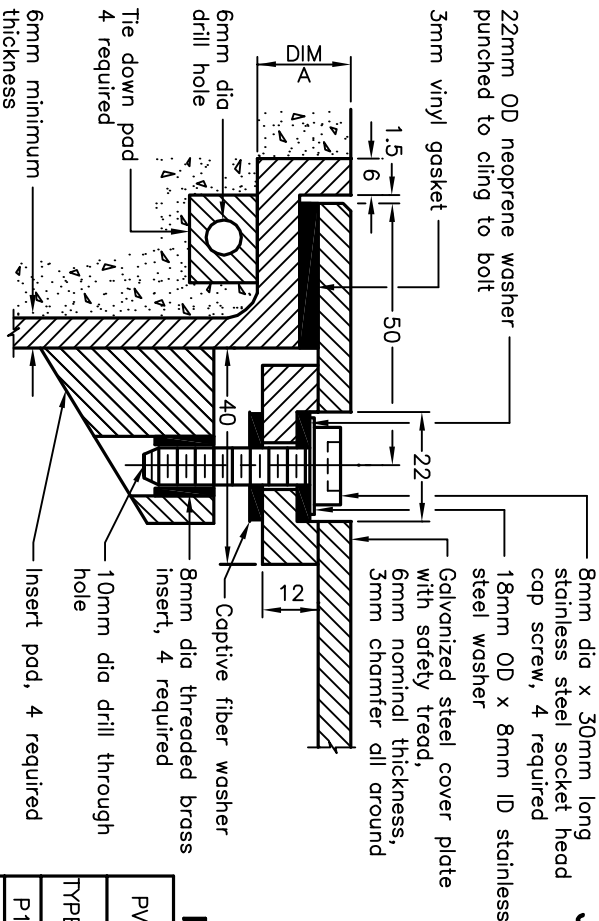 22mm OD neoprene washer
punched to cling to bolt
3mm vinyl gasket
DIM
A
6mm dia
drill hole
Tie down pad
4 required
6mm minimum
thickness
1.5
6
50
22
40
12
8mm dia x 30mm long
stainless steel socket head
cap screw, 4 required
18mm OD x 8mm ID stainless
steel washer
Galvanized steel cover plate
with safety tread,
6mm nominal thickness,
3mm chamfer all around
Captive fiber washer
8mm dia threaded brass
insert, 4 required
10mm dia drill through
hole
Insert pad, 4 required
PV
TYPE
P1